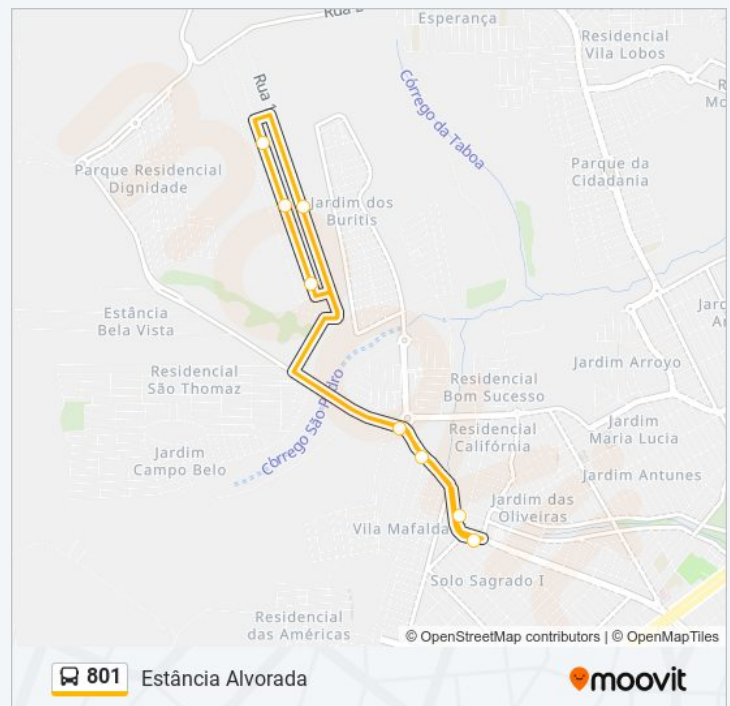 Esperança
Residencial
Vila Lobos
Rua 1
Córrego da Taboa
Parque Residencial
Dignidade
Parque da
Cidadania
Jardim dos
Buritis
Estância
Bela Vista
Residencial
São Thomaz
Córrego São Pedro
Jardim Arroyo
Residencial
Bom Sucesso
Jardim
Maria Lucia
Residencial
Califórnia
Jardim
Campo Belo
Jardim Antunes
Jardim das
Oliveiras
Vila Mafalda
Solo Sagrado I
Residencial
das Américas
© OpenStreetMap contributors | © OpenMapTiles
801 Estância Alvorada
moovit